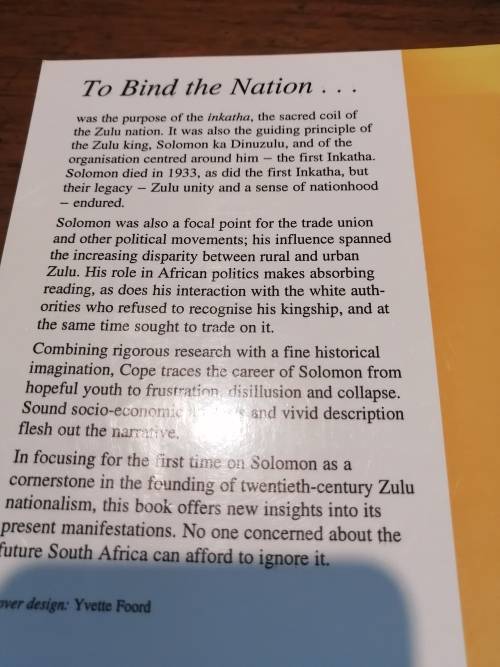 To Bind the Nation . . .
was the purpose of the inkatha, the sacred coil of
the Zulu nation. It was also the guiding principle of
the Zulu king, Solomon ka Dinuzulu, and of the
organisation centred around him – the first Inkatha.
Solomon died in 1933, as did the first Inkatha, but
their legacy – Zulu unity and a sense of nationhood
– endured.
Solomon was also a focal point for the trade union
and other political movements; his influence spanned
the increasing disparity between rural and urban
Zulu. His role in African politics makes absorbing
reading, as does his interaction with the white auth-
orities who refused to recognise his kingship, and at
the same time sought to trade on it.
Combining rigorous research with a fine historical
imagination, Cope traces the career of Solomon from
hopeful youth to frustration, disillusion and collapse.
Sound socio-economic and vivid description
flesh out the narrative.
In focusing for the first time on Solomon as a
cornerstone in the founding of twentieth-century Zulu
nationalism, this book offers new insights into its
present manifestations. No one concerned about the
future South Africa can afford to ignore it.
design: Yvette Foord